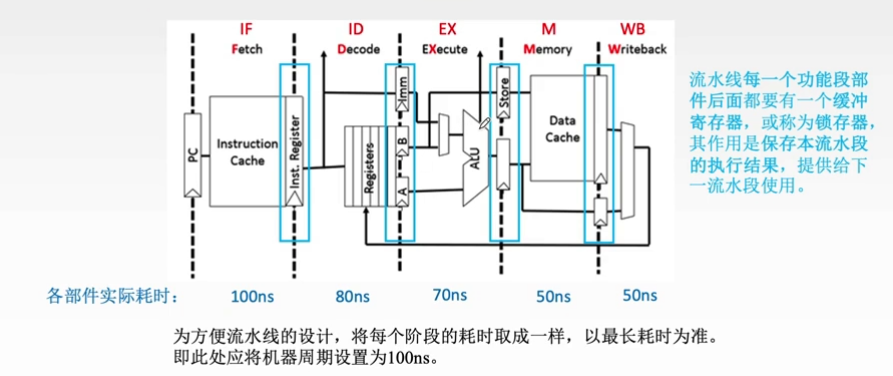 IF ID EX M WB
Fetch Decode EXecute Memory Writeback
PC
Instruction
Cache
Inst. Register
Registers
Imm
B
A
ALU
Store
Data
Cache
流水线每一个功能段部
件后面都要有一个缓冲
寄存器，或称为锁存器，
其作用是保存本流水段
的执行结果，提供给下
一流水段使用。
各部件实际耗时： 100ns 80ns 70ns 50ns 50ns
为方便流水线的设计，将每个阶段的耗时取成一样，以最长耗时为准。
即此处应将机器周期设置为100ns。